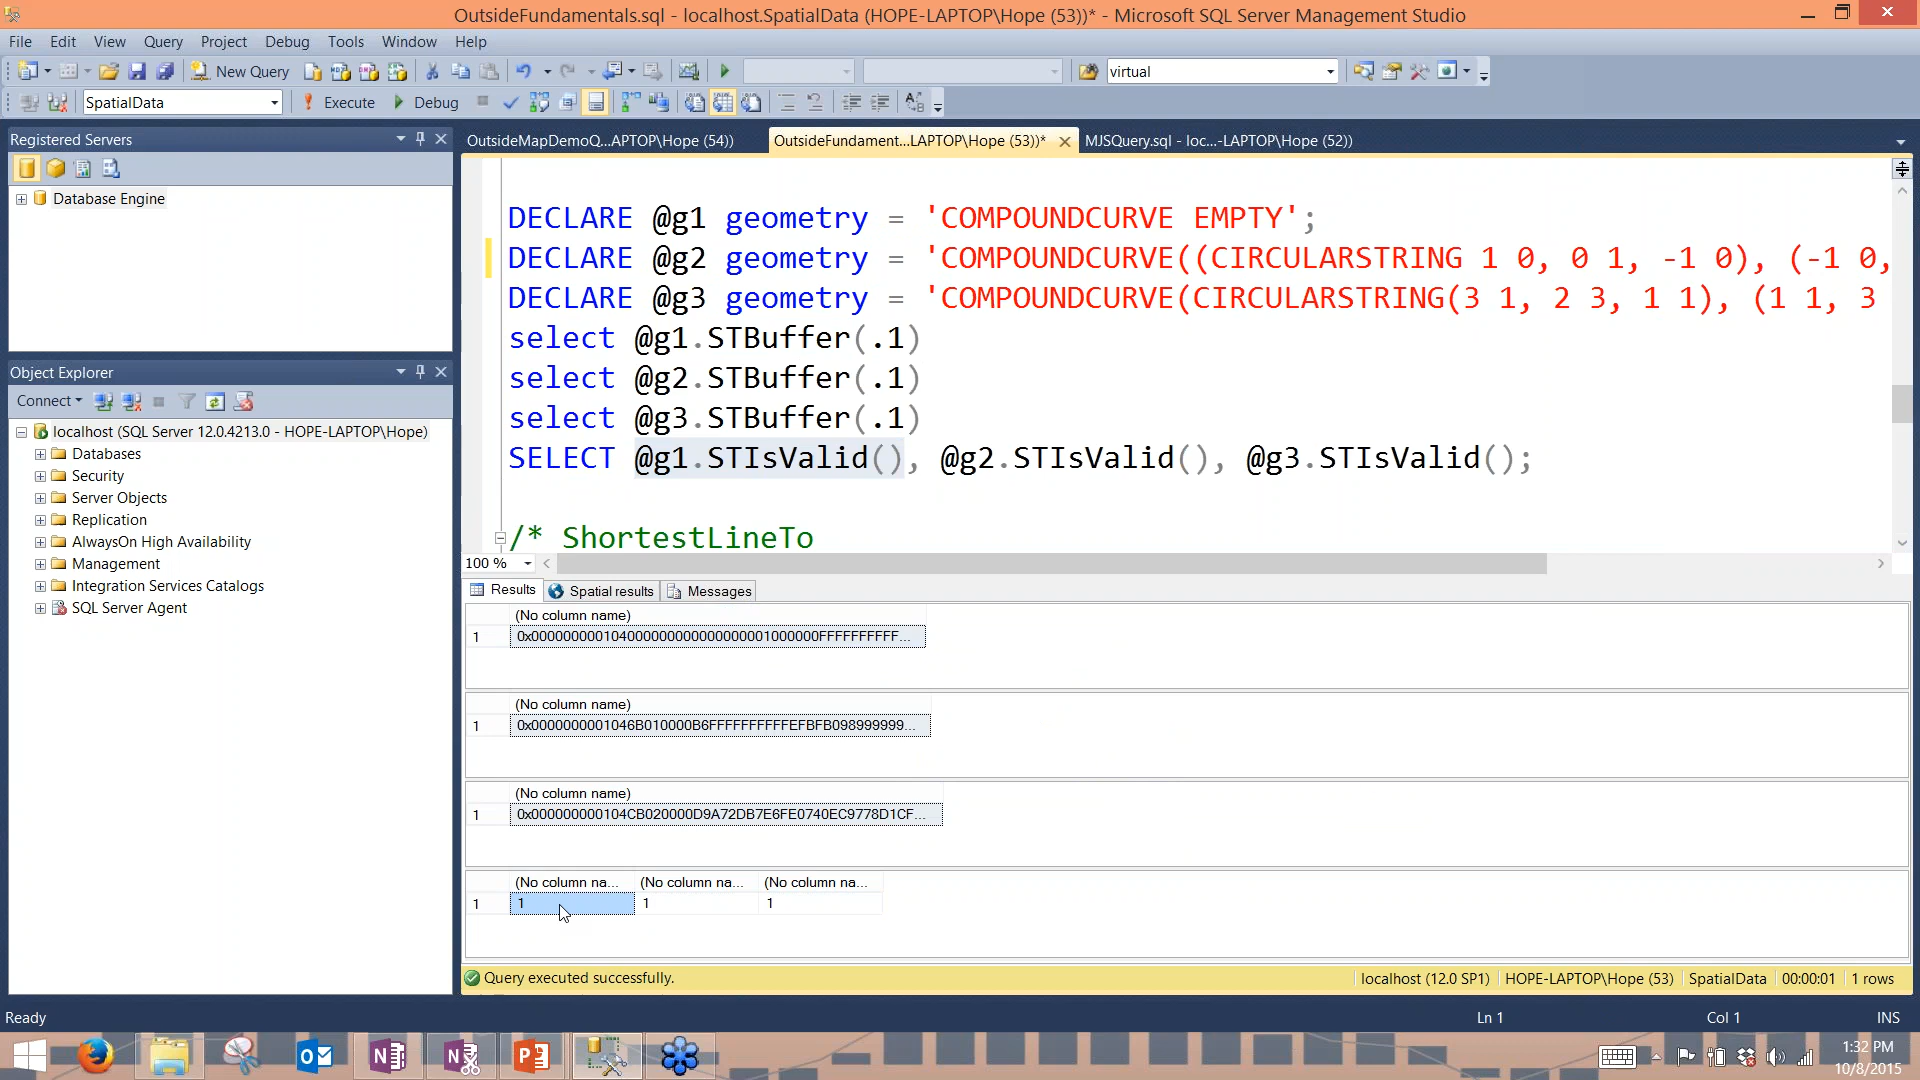 OutsideFundamentals.sql - localhost.SpatialData (HOPE-LAPTOP\Hope (53))* - Microsoft SQL Server Management Studio
File Edit View Query Project Debug Tools Window Help
New Query
virtual
SpatialData
Execute
Debug
Registered Servers
Database Engine
Object Explorer
Connect
localhost (SQL Server 12.0.4213.0 - HOPE-LAPTOP\Hope)
Databases
Security
Server Objects
Replication
AlwaysOn High Availability
Management
Integration Services Catalogs
SQL Server Agent
OutsideMapDemoQ...APTOP\Hope (54))
OutsideFundament...LAPTOP\Hope (53))*
MJSQuery.sql - loc...-LAPTOP\Hope (52))
DECLARE @g1 geometry = 'COMPOUNDCURVE EMPTY';
DECLARE @g2 geometry = 'COMPOUNDCURVE((CIRCULARSTRING 1 0, 0 1, -1 0), (-1 0,
DECLARE @g3 geometry = 'COMPOUNDCURVE(CIRCULARSTRING(3 1, 2 3, 1 1), (1 1, 3
select @g1.STBuffer(.1)
select @g2.STBuffer(.1)
select @g3.STBuffer(.1)
SELECT @g1.STIsValid(), @g2.STIsValid(), @g3.STIsValid();
/* ShortestLineTo
100 %
Results Spatial results Messages
(No column name)
1 0x000000000104000000000000000001000000FFFFFFFFFF...
(No column name)
1 0x0000000001046B010000B6FFFFFFFFFFEFBFB098999999...
(No column name)
1 0x000000000104CB020000D9A72DB7E6FE0740EC9778D1CF...
(No column na... (No column na... (No column na...
1 1 1 1
Query executed successfully.
localhost (12.0 SP1) HOPE-LAPTOP\Hope (53) SpatialData 00:00:01 1 rows
Ready
Ln 1
Col 1
INS
1:32 PM
10/8/2015